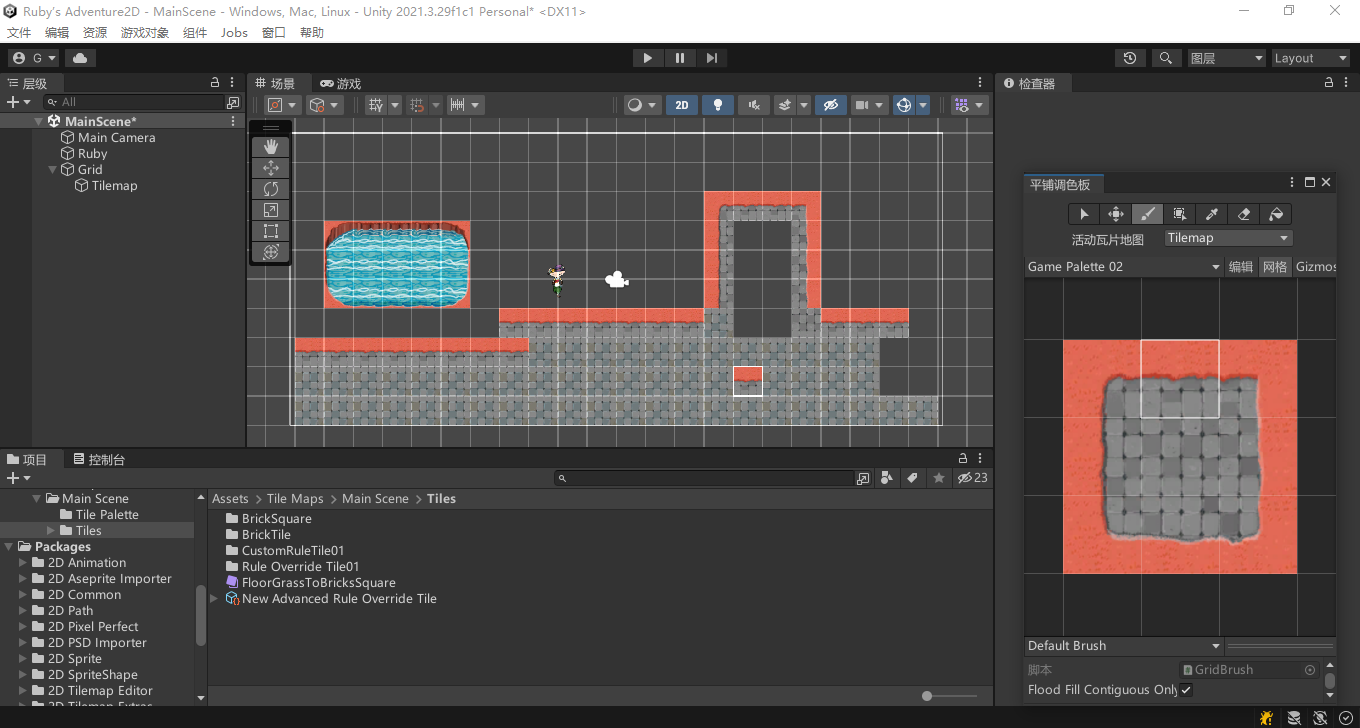 Ruby's Adventure2D - MainScene - Windows, Mac, Linux - Unity 2021.3.29f1c1 Personal* <DX11>
文件 编辑 资源 游戏对象 组件 Jobs 窗口 帮助
G 图层 Layout
层级
All
MainScene*
Main Camera
Ruby
Grid
Tilemap
场景 游戏
2D
检查器
平铺调色板
活动瓦片地图 Tilemap
Game Palette 02 编辑 网格 Gizmos
Default Brush
脚本 GridBrush
Flood Fill Contiguous Only
项目 控制台
23
Main Scene
Tile Palette
Tiles
Packages
2D Animation
2D Aseprite Importer
2D Common
2D Path
2D Pixel Perfect
2D PSD Importer
2D Sprite
2D SpriteShape
2D Tilemap Editor
2D Tilemap Extras
Assets > Tile Maps > Main Scene > Tiles
BrickSquare
BrickTile
CustomRuleTile01
Rule Override Tile01
FloorGrassToBricksSquare
New Advanced Rule Override Tile